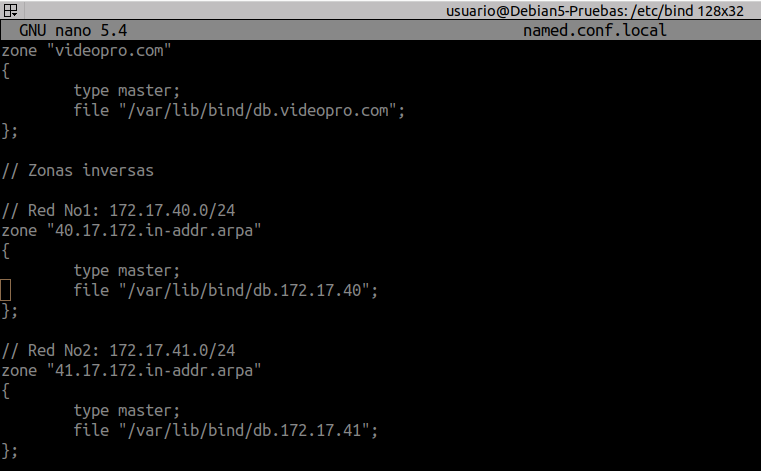 usuario@Debian5-Pruebas: /etc/bind 128x32
GNU nano 5.4 named.conf.local
zone "videopro.com"
{
type master;
file "/var/lib/bind/db.videopro.com";
};
// Zonas inversas
// Red No1: 172.17.40.0/24
zone "40.17.172.in-addr.arpa"
{
type master;
file "/var/lib/bind/db.172.17.40";
};
// Red No2: 172.17.41.0/24
zone "41.17.172.in-addr.arpa"
{
type master;
file "/var/lib/bind/db.172.17.41";
};